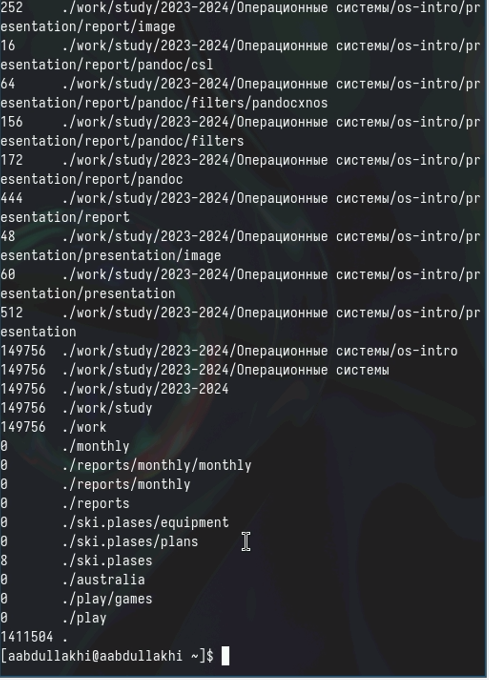 252     ./work/study/2023-2024/Операционные системы/os-intro/pr
esentation/report/image
16      ./work/study/2023-2024/Операционные системы/os-intro/pr
esentation/report/pandoc/csl
64      ./work/study/2023-2024/Операционные системы/os-intro/pr
esentation/report/pandoc/filters/pandocxnos
156     ./work/study/2023-2024/Операционные системы/os-intro/pr
esentation/report/pandoc/filters
172     ./work/study/2023-2024/Операционные системы/os-intro/pr
esentation/report/pandoc
444     ./work/study/2023-2024/Операционные системы/os-intro/pr
esentation/report
48      ./work/study/2023-2024/Операционные системы/os-intro/pr
esentation/presentation/image
60      ./work/study/2023-2024/Операционные системы/os-intro/pr
esentation/presentation
512     ./work/study/2023-2024/Операционные системы/os-intro/pr
esentation
149756  ./work/study/2023-2024/Операционные системы/os-intro
149756  ./work/study/2023-2024/Операционные системы
149756  ./work/study/2023-2024
149756  ./work/study
149756  ./work
0       ./monthly
0       ./reports/monthly/monthly
0       ./reports/monthly
0       ./reports
0       ./ski.plases/equipment
0       ./ski.plases/plans
8       ./ski.plases
0       ./australia
0       ./play/games
0       ./play
1411504 .
[aabdullakhi@aabdullakhi ~]$